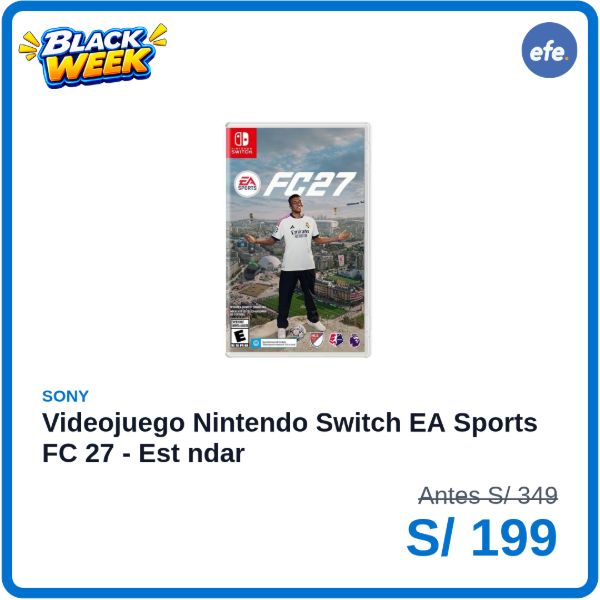 BLACK
WEEK
efe.
NINTENDO
SWITCH
EA
SPORTS
FC27
Emirates
E
SONY
Videojuego Nintendo Switch EA Sports
FC 27 - Est ndar
Antes S/ 349
S/ 199